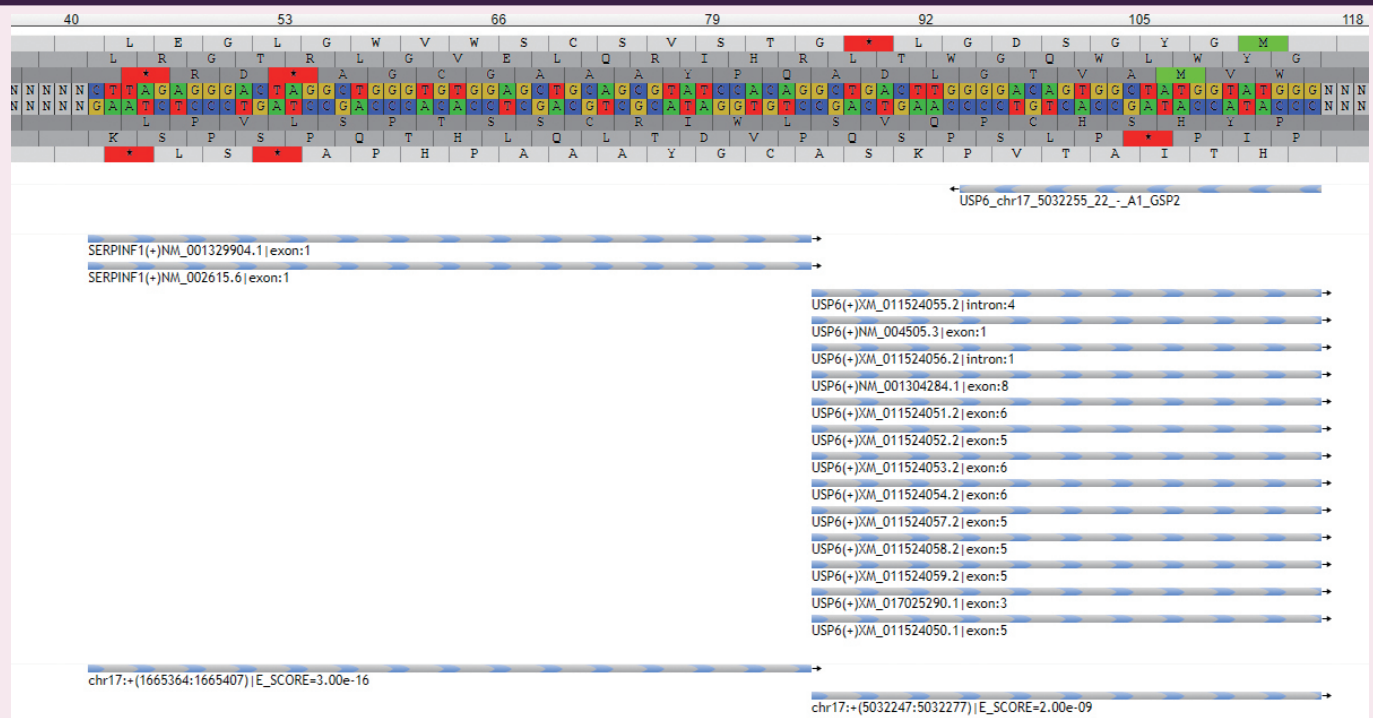 40 53 66 79 92 105 118
L E G L G W V W S C S V S T G * L G D S G Y G M
L R G T R L G V E L Q R I H R L T W G Q W L W Y G
* R D * A G C G A A A Y P Q A D L G T V A M V W
N N N N N C T T A G A G G G A C T A G G C T G G G T G T G G A G C T G C A G C G T A T C C A C A G G C T G A C T T G G G G A C A G T G G C T A T G G T A T G G G N N N
N N N N N G A A T C T C C C T G A T C C G A C C C A C A C C T C G A C G T C G C A T A G G T G T C C G A C T G A A C C C C T G T C A C C G A T A C C A T A C C C N N N
L P V L S P T S S C R I W L S V Q P C H S H Y P
K S P S P Q T H L Q L T D V P Q S P S L P * P I P
* L S * A P H P A A A Y G C A S K P V T A I T H
USP6_chr17_5032255_22_-_A1_GSP2
SERPINF1(+)NM_001329904.1|exon:1
SERPINF1(+)NM_002615.6|exon:1
USP6(+)XM_011524055.2|intron:4
USP6(+)NM_004505.3|exon:1
USP6(+)XM_011524056.2|intron:1
USP6(+)NM_001304284.1|exon:8
USP6(+)XM_011524051.2|exon:6
USP6(+)XM_011524052.2|exon:5
USP6(+)XM_011524053.2|exon:6
USP6(+)XM_011524054.2|exon:6
USP6(+)XM_011524057.2|exon:5
USP6(+)XM_011524058.2|exon:5
USP6(+)XM_011524059.2|exon:5
USP6(+)XM_017025290.1|exon:3
USP6(+)XM_011524050.1|exon:5
chr17:+(1665364:1665407)|E_SCORE=3.00e-16
chr17:+(5032247:5032277)|E_SCORE=2.00e-09